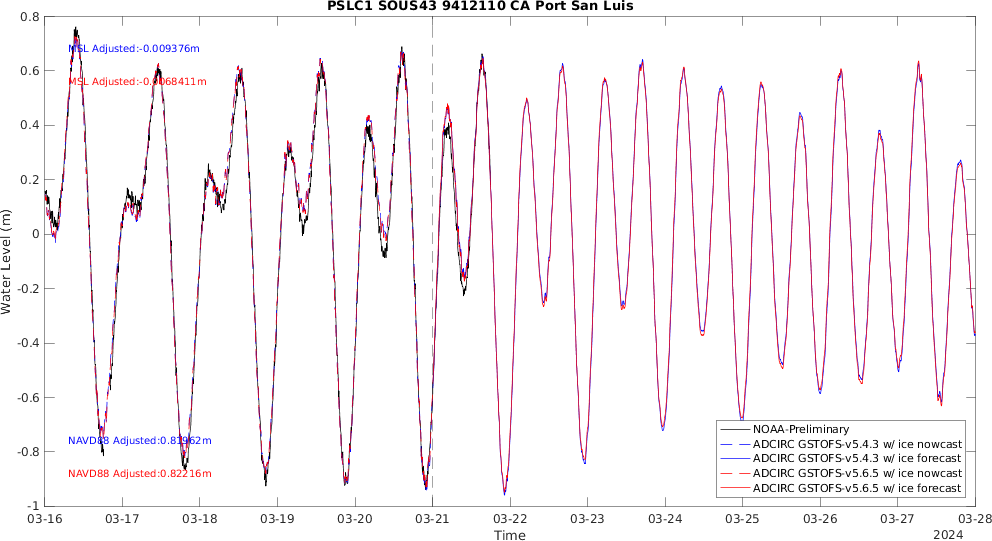 PSLC1 SOUS43 9412110 CA Port San Luis
0.8
0.6
0.4
0.2
0
-0.2
-0.4
-0.6
-0.8
-1
Water Level (m)
MSL Adjusted:-0.009376m
MSL Adjusted:-0.0068411m
NAVD88 Adjusted:0.81962m
NAVD88 Adjusted:0.82216m
NOAA-Preliminary
ADCIRC GSTOFS-v5.4.3 w/ ice nowcast
ADCIRC GSTOFS-v5.4.3 w/ ice forecast
ADCIRC GSTOFS-v5.6.5 w/ ice nowcast
ADCIRC GSTOFS-v5.6.5 w/ ice forecast
03-16 03-17 03-18 03-19 03-20 03-21 03-22 03-23 03-24 03-25 03-26 03-27 03-28
Time
2024